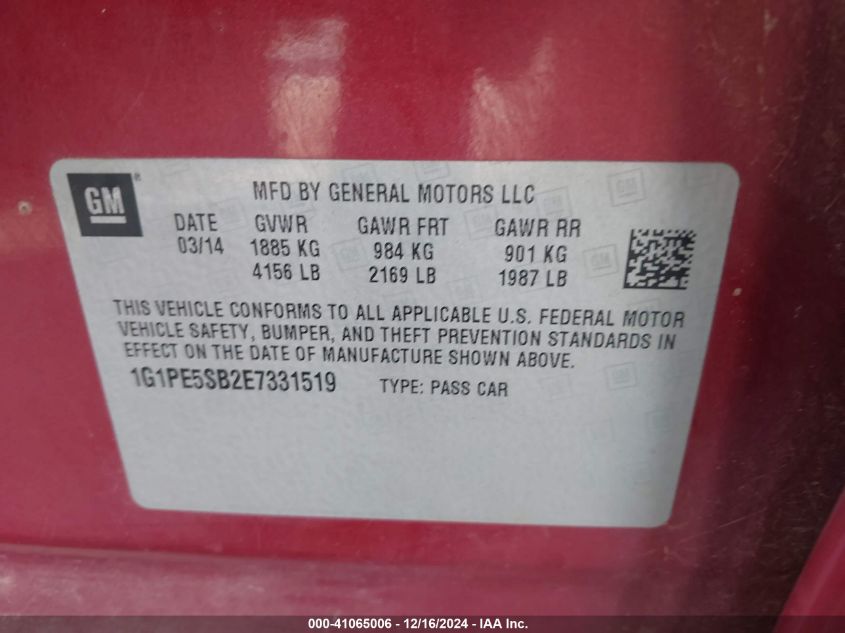 GM ®
MFD BY GENERAL MOTORS LLC
DATE GVWR GAWR FRT GAWR RR
03/14 1885 KG 984 KG 901 KG
4156 LB 2169 LB 1987 LB
THIS VEHICLE CONFORMS TO ALL APPLICABLE U.S. FEDERAL MOTOR
VEHICLE SAFETY, BUMPER, AND THEFT PREVENTION STANDARDS IN
EFFECT ON THE DATE OF MANUFACTURE SHOWN ABOVE.
1G1PE5SB2E7331519 TYPE: PASS CAR
000-41065006 - 12/16/2024 - IAA Inc.